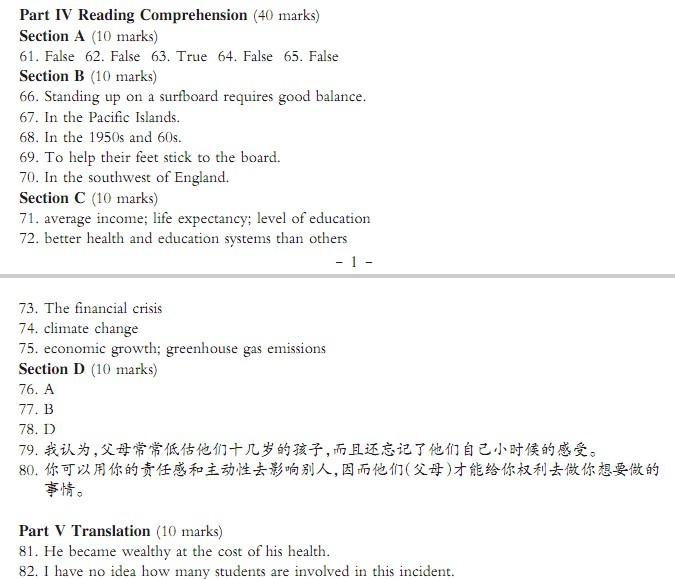 Part IV Reading Comprehension (40 marks)
Section A (10 marks)
61. False 62. False 63. True 64. False 65. False
Section B (10 marks)
66. Standing up on a surfboard requires good balance.
67. In the Pacific Islands.
68. In the 1950s and 60s.
69. To help their feet stick to the board.
70. In the southwest of England.
Section C (10 marks)
71. average income; life expectancy; level of education
72. better health and education systems than others
- 1 -
73. The financial crisis
74. climate change
75. economic growth; greenhouse gas emissions
Section D (10 marks)
76. A
77. B
78. D
79. 我认为,父母常常低估他们十几岁的孩子,而且还忘记了他们自己小时候的感受。
80. 你可以用你的责任感和主动性去影响别人,因而他们(父母)才能给你权利去做你想要做的
事情。
Part V Translation (10 marks)
81. He became wealthy at the cost of his health.
82. I have no idea how many students are involved in this incident.